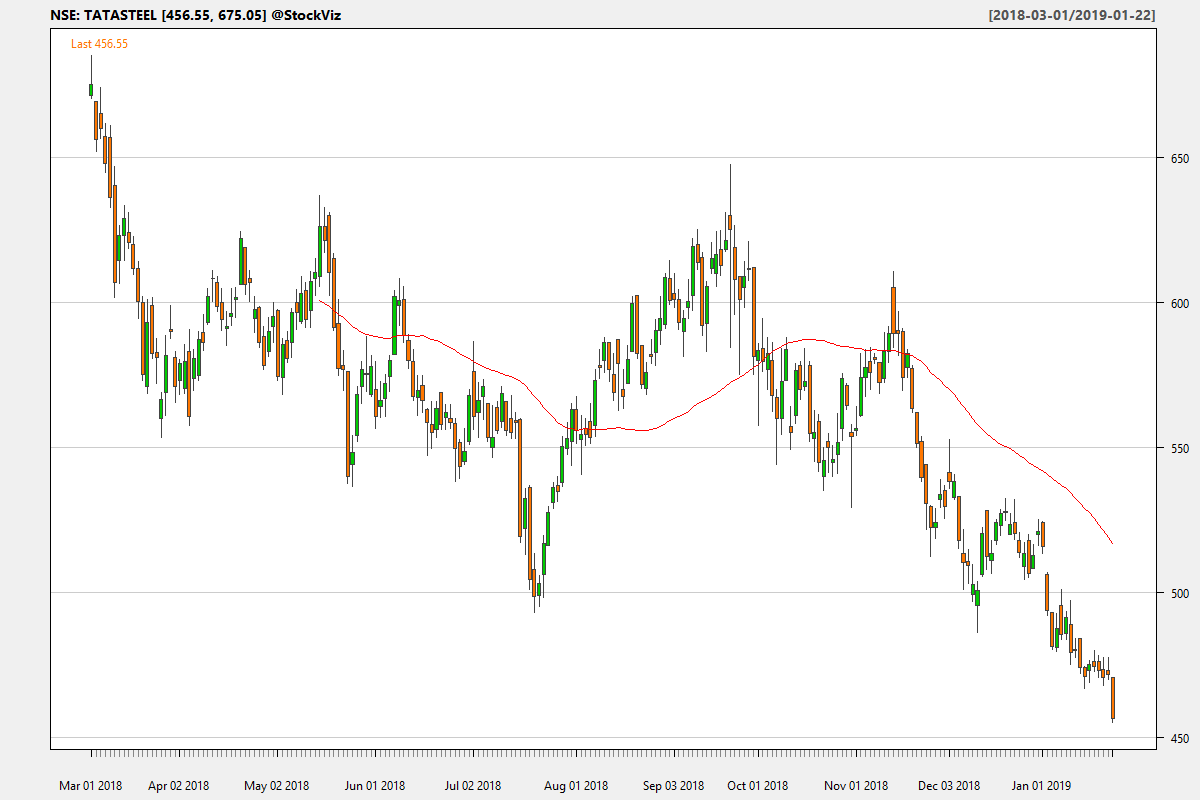 NSE: TATASTEEL [456.55, 675.05] @StockViz
[2018-03-01/2019-01-22]
Last 456.55
650
600
550
500
450
Mar 01 2018
Apr 02 2018
May 02 2018
Jun 01 2018
Jul 02 2018
Aug 01 2018
Sep 03 2018
Oct 01 2018
Nov 01 2018
Dec 03 2018
Jan 01 2019